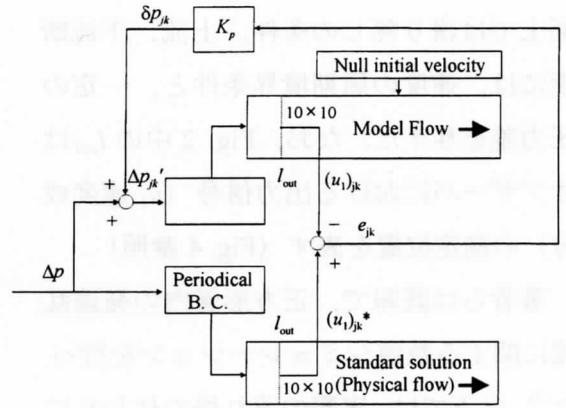 δp_jk
K_p
Null initial velocity
10×10
Model Flow
Δp_jk'
l_out
(u_1)_jk
+
+
−
e_jk
+
Δp
Periodical
B. C.
l_out
(u_1)_jk*
Standard solution
(Physical flow)
10×10